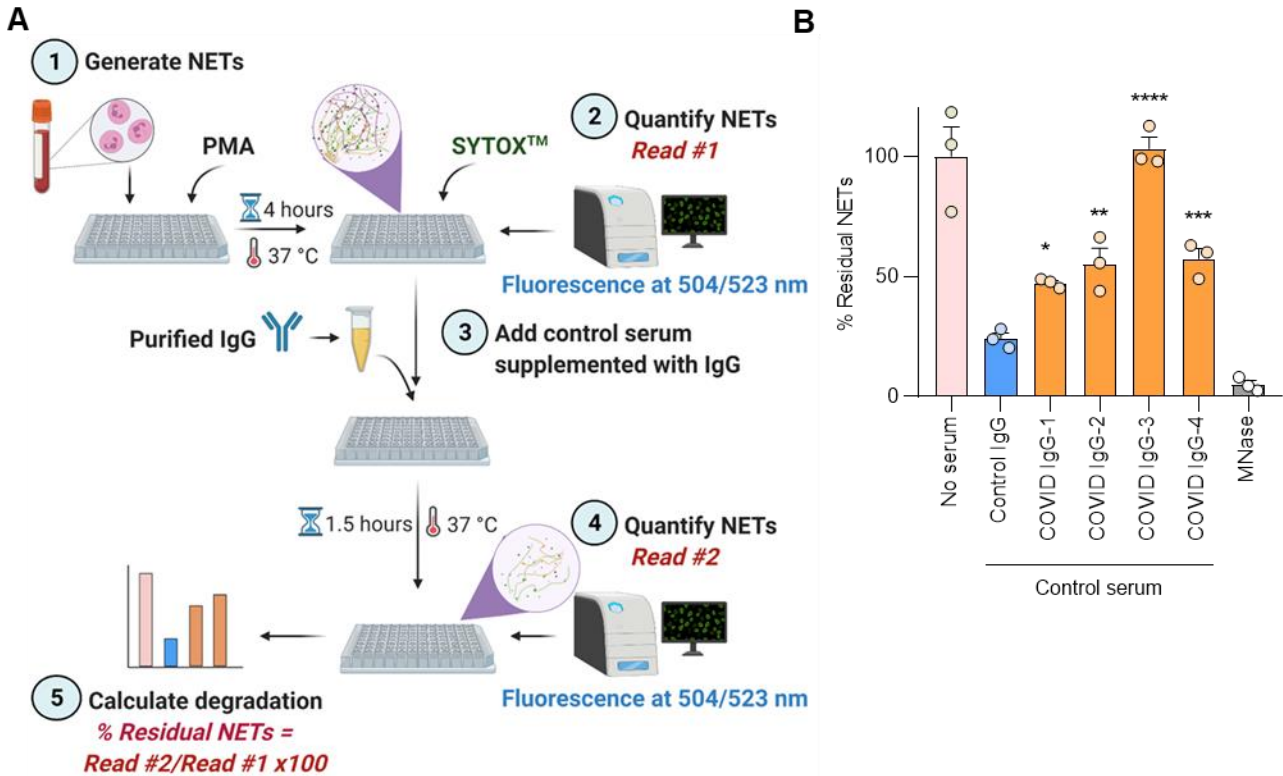 A
1 Generate NETs
PMA
4 hours
37 °C
SYTOX™
2 Quantify NETs
Read #1
Fluorescence at 504/523 nm
Purified IgG
3 Add control serum
supplemented with IgG
1.5 hours 37 °C
4 Quantify NETs
Read #2
Fluorescence at 504/523 nm
5 Calculate degradation
% Residual NETs =
Read #2/Read #1 x100
B
% Residual NETs
100
50
0
*
**
****
***
No serum
Control IgG
COVID IgG-1
COVID IgG-2
COVID IgG-3
COVID IgG-4
MNase
Control serum